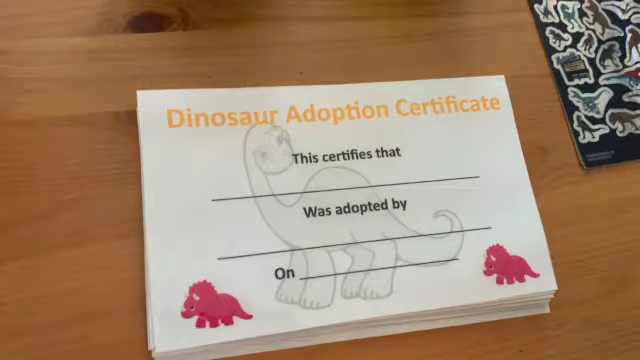 Dinosaur Adoption Certificate
This certifies that
Was adopted by
On